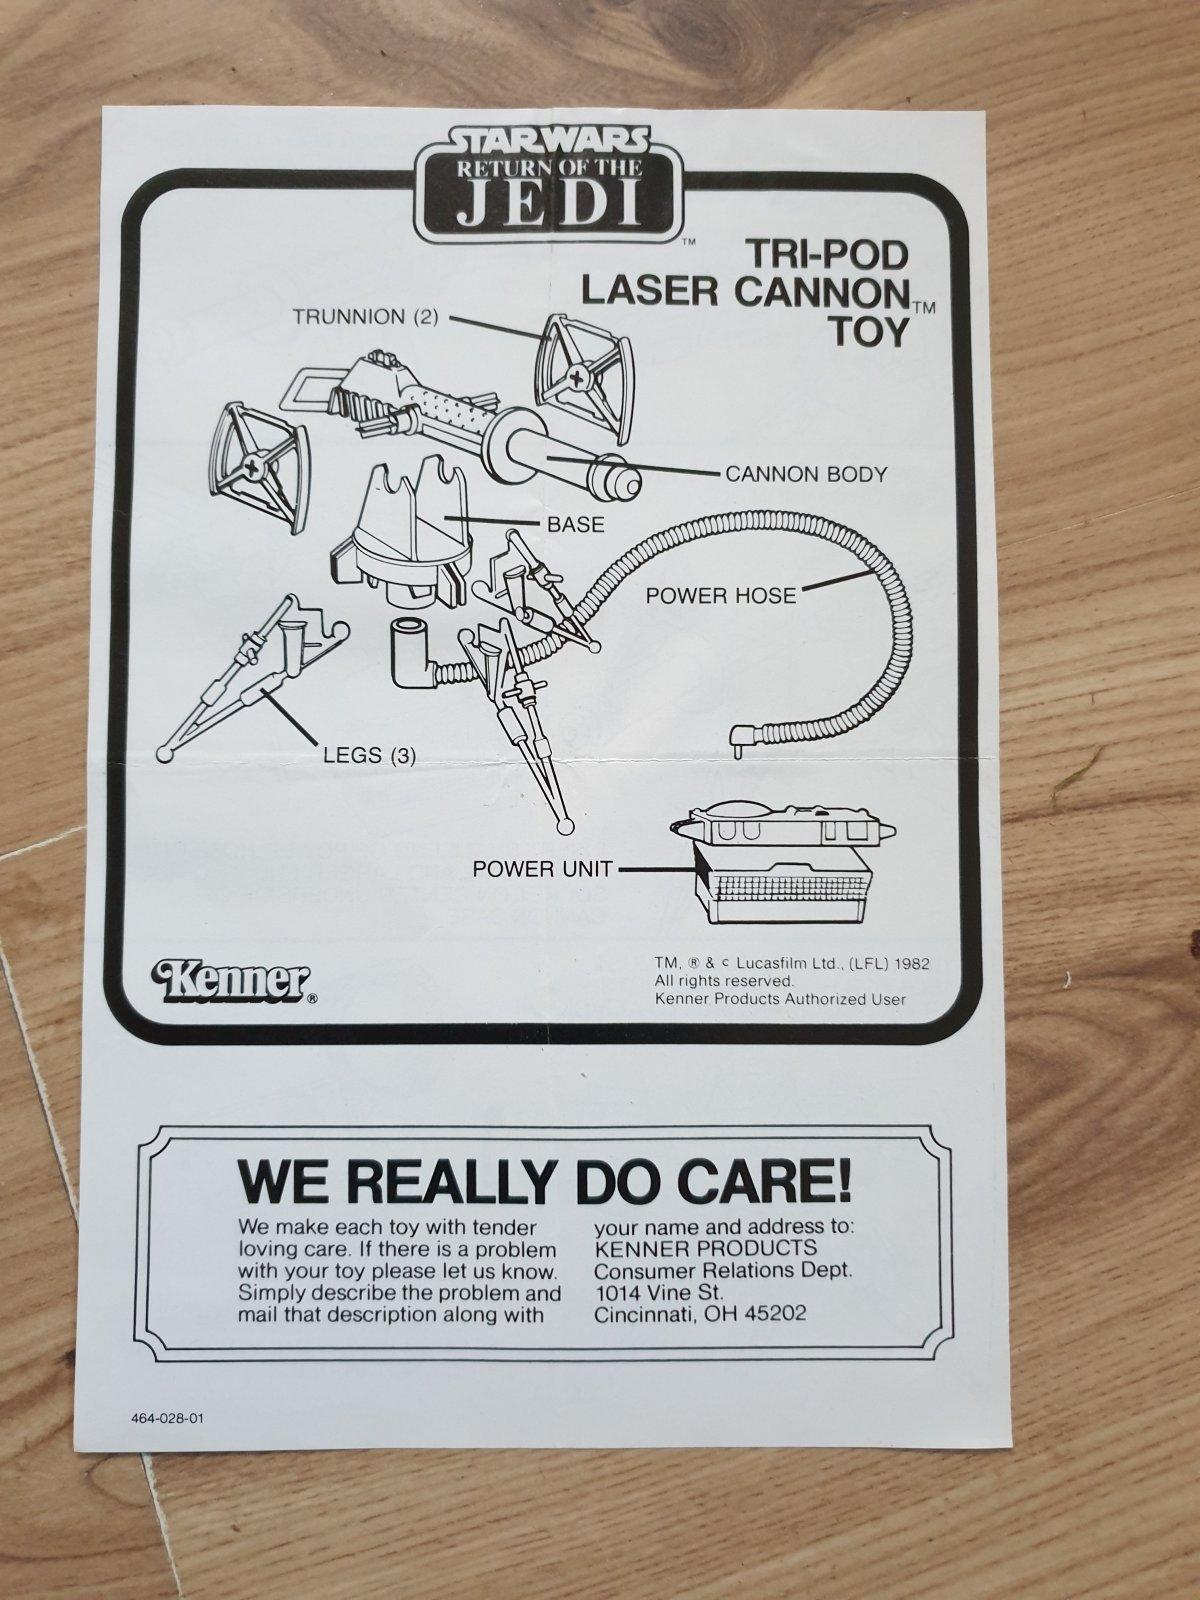 STAR WARS
RETURN OF THE
JEDI
TM
TRI-POD
LASER CANNON TM
TOY
TRUNNION (2)
CANNON BODY
BASE
POWER HOSE
LEGS (3)
POWER UNIT
Kenner ®
TM, ® & c Lucasfilm Ltd., (LFL) 1982
All rights reserved.
Kenner Products Authorized User
WE REALLY DO CARE!
We make each toy with tender
loving care. If there is a problem
with your toy please let us know.
Simply describe the problem and
mail that description along with
your name and address to:
KENNER PRODUCTS
Consumer Relations Dept.
1014 Vine St.
Cincinnati, OH 45202
464-028-01